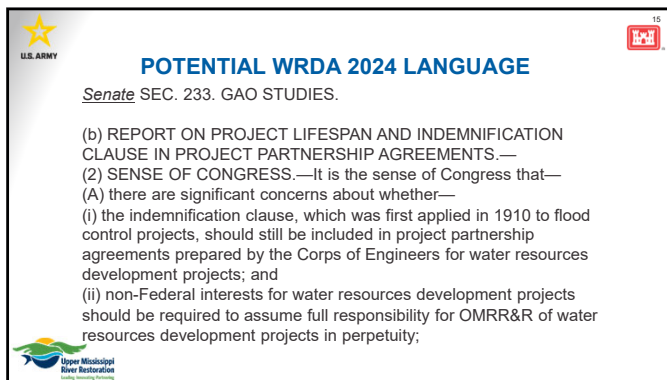 15
U.S. ARMY
POTENTIAL WRDA 2024 LANGUAGE
Senate SEC. 233. GAO STUDIES.
(b) REPORT ON PROJECT LIFESPAN AND INDEMNIFICATION
CLAUSE IN PROJECT PARTNERSHIP AGREEMENTS.—
(2) SENSE OF CONGRESS.—It is the sense of Congress that—
(A) there are significant concerns about whether—
(i) the indemnification clause, which was first applied in 1910 to flood
control projects, should still be included in project partnership
agreements prepared by the Corps of Engineers for water resources
development projects; and
(ii) non-Federal interests for water resources development projects
should be required to assume full responsibility for OMRR&R of water
resources development projects in perpetuity;
Upper Mississippi
River Restoration
Leading, Innovating, Partnering